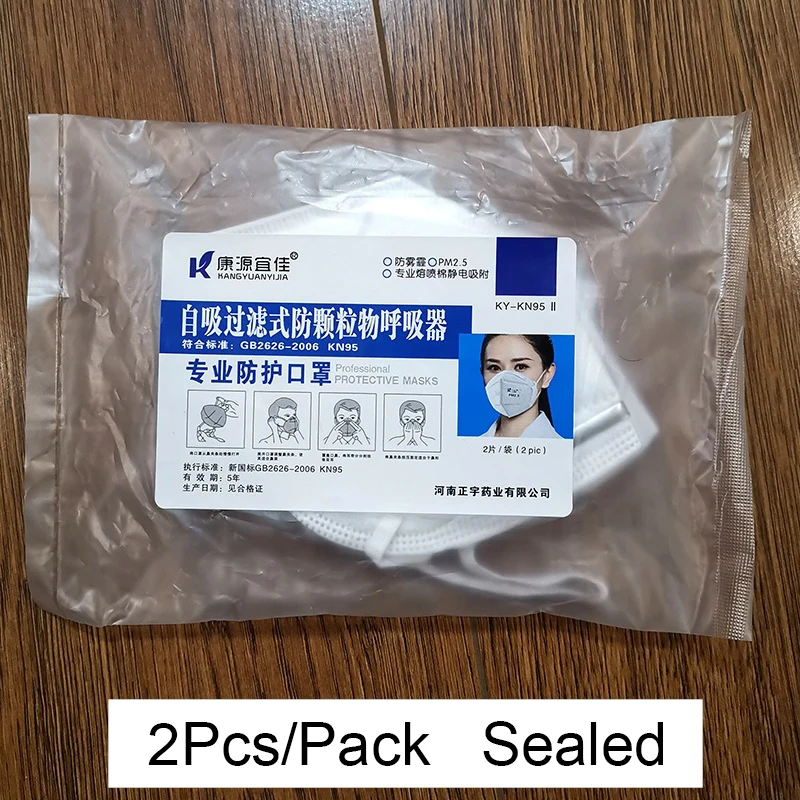 康源宜佳®
KANGYUANYIJIA
○防雾霾 ○PM2.5
○专业熔喷棉静电吸附
KY-KN95 Ⅱ
自吸过滤式防颗粒物呼吸器
符合标准：GB2626-2006 KN95
专业防护口罩
Professional
PROTECTIVE MASKS
PM2.5
2片/袋（2pic）
执行标准：新国标GB2626-2006 KN95
有 效 期：5年
生产日期：见合格证
河南正宇药业有限公司
2Pcs/Pack Sealed